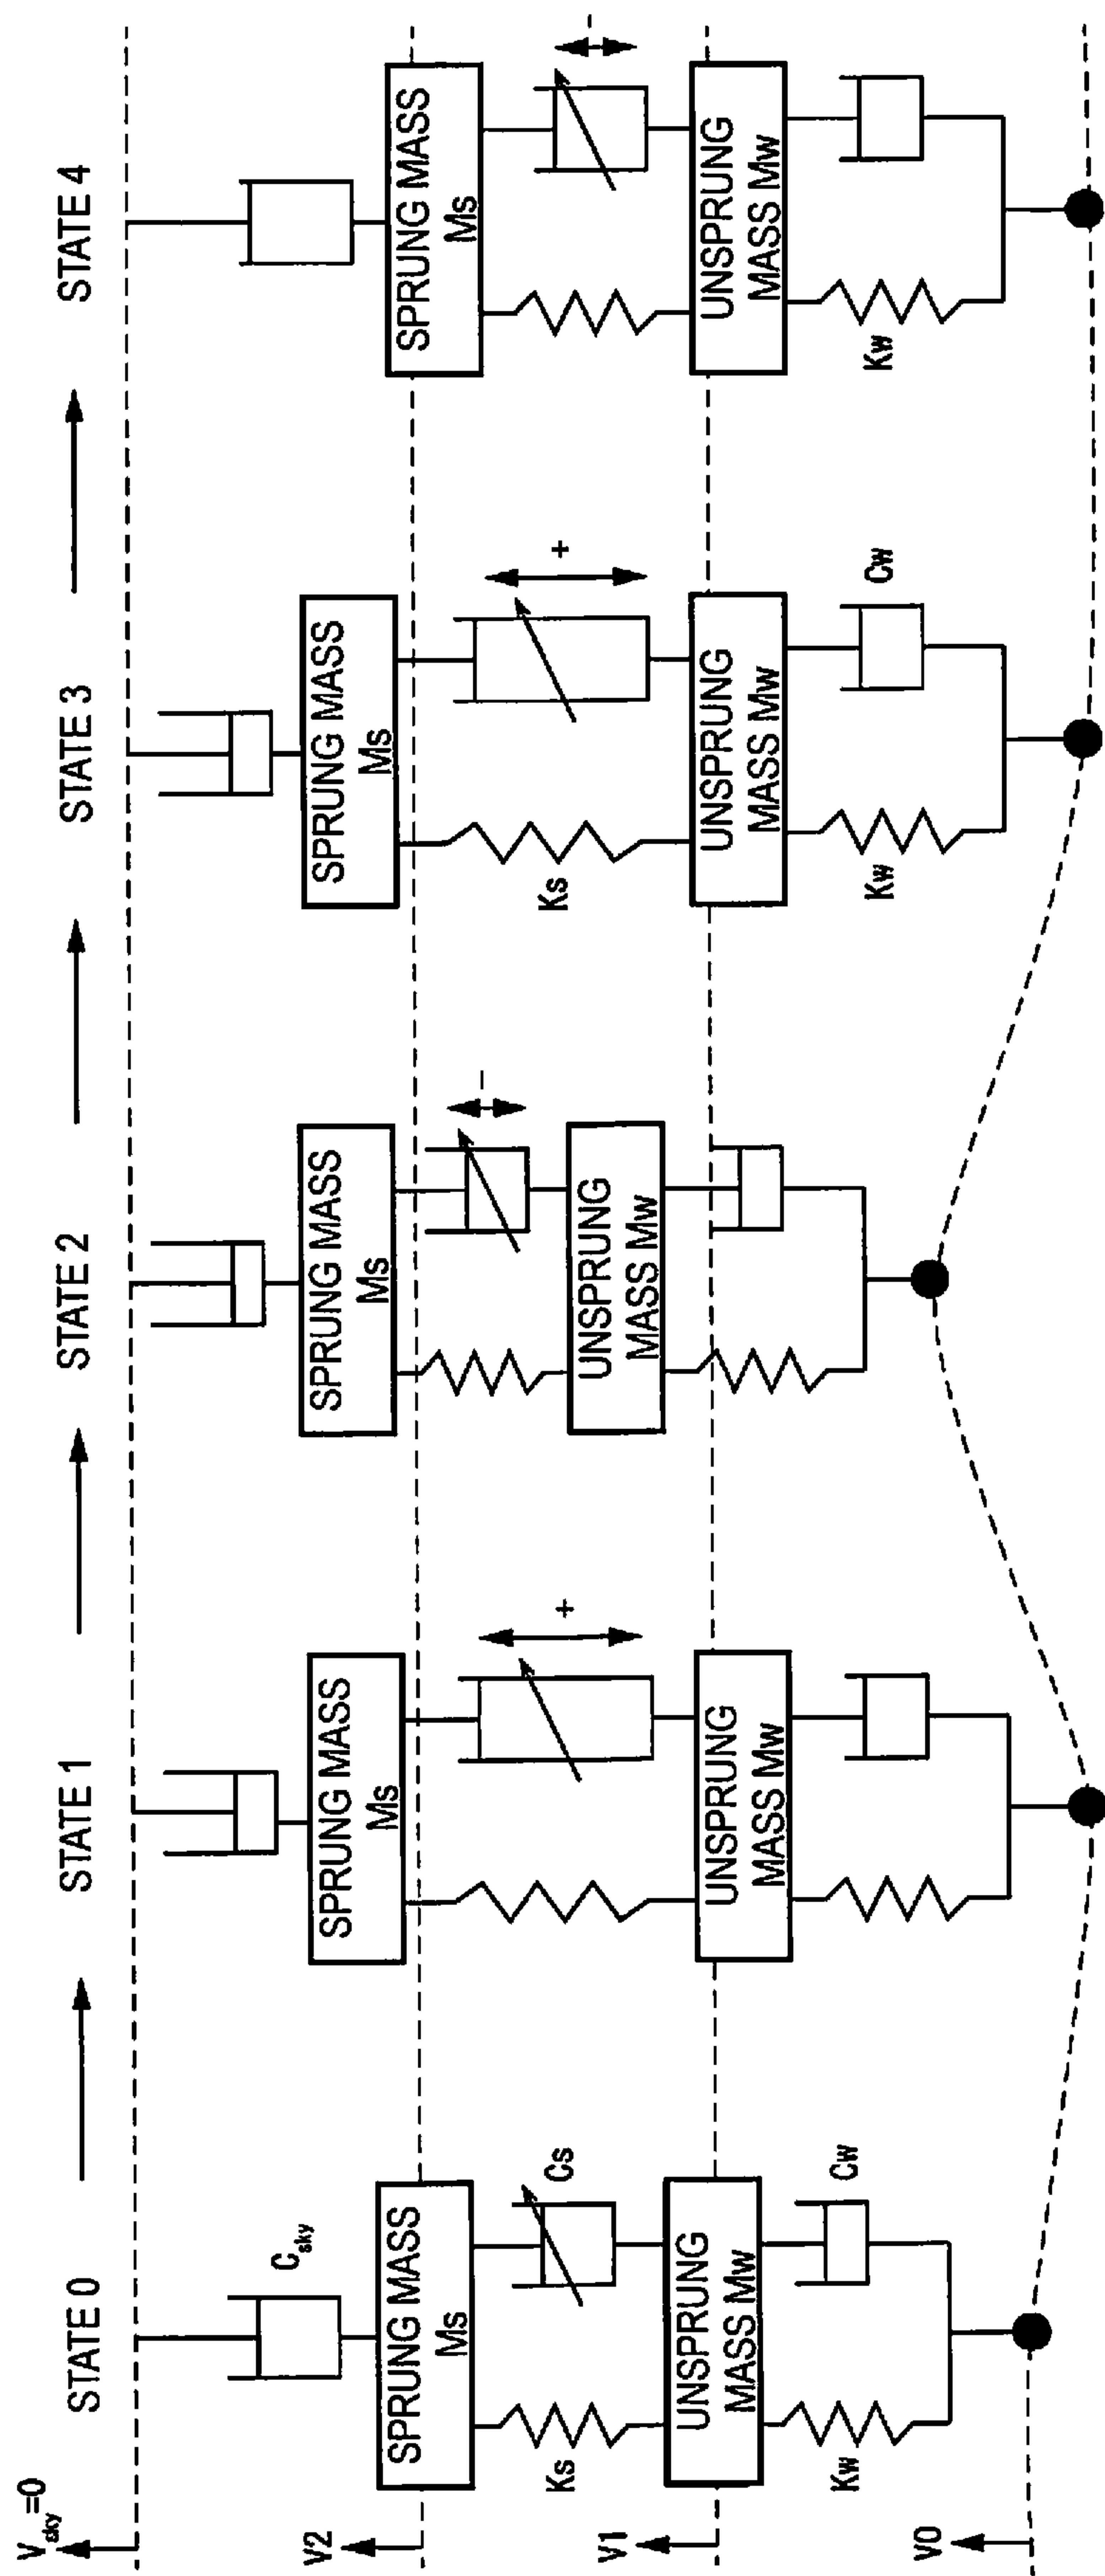 STATE 0
STATE 1
STATE 2
STATE 3
STATE 4
Vsky=0
Csky
V2
SPRUNG MASS
Ms
SPRUNG MASS
Ms
SPRUNG MASS
Ms
SPRUNG MASS
Ms
SPRUNG MASS
Ms
Ks
Cs
+
−
Ks
+
−
V1
UNSPRUNG
MASS Mw
UNSPRUNG
MASS Mw
UNSPRUNG
MASS Mw
UNSPRUNG
MASS Mw
UNSPRUNG
MASS Mw
Kw
Cw
Kw
Cw
Kw
V0